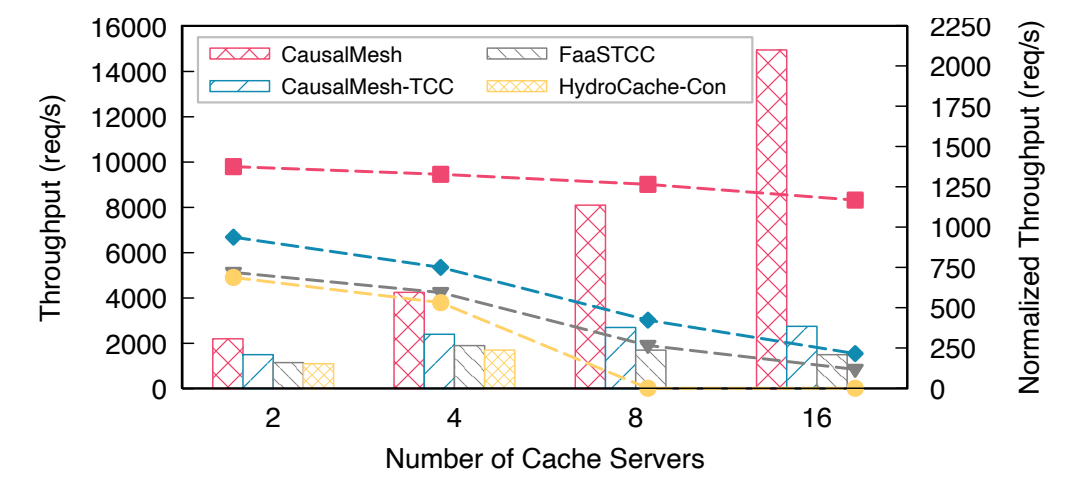 16000
14000
12000
10000
8000
6000
4000
2000
0
Throughput (req/s)
CausalMesh
CausalMesh-TCC
FaaSTCC
HydroCache-Con
2250
2000
1750
1500
1250
1000
750
500
250
0
Normalized Throughput (req/s)
2 4 8 16
Number of Cache Servers